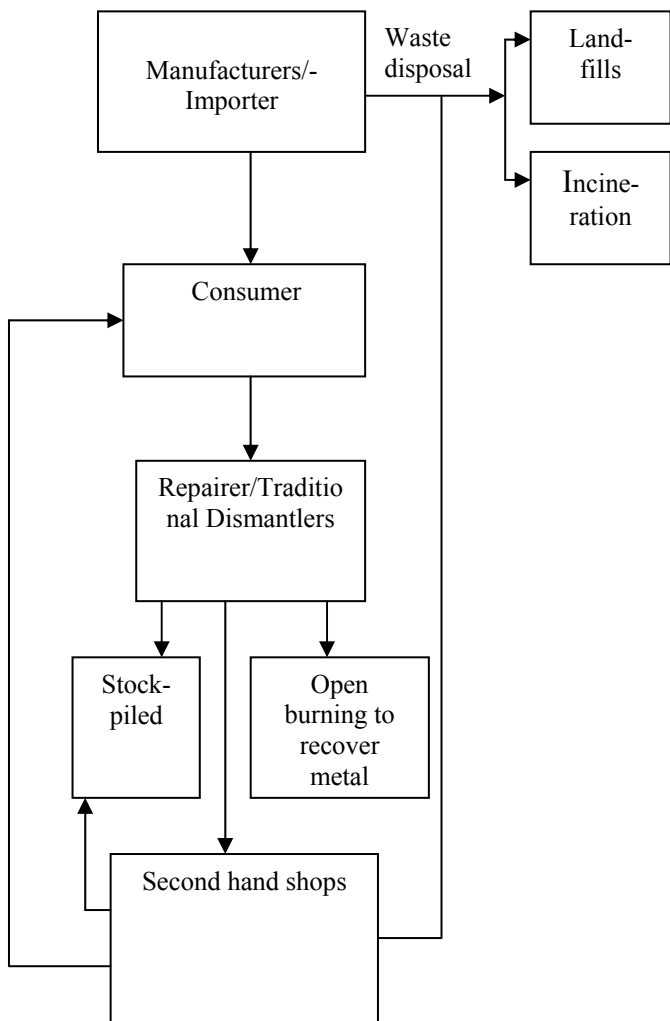 Manufacturers/-
Importer
Waste
disposal
Land-
fills
Incine-
ration
Consumer
Repairer/Traditio
nal Dismantlers
Stock-
piled
Open
burning to
recover
metal
Second hand shops